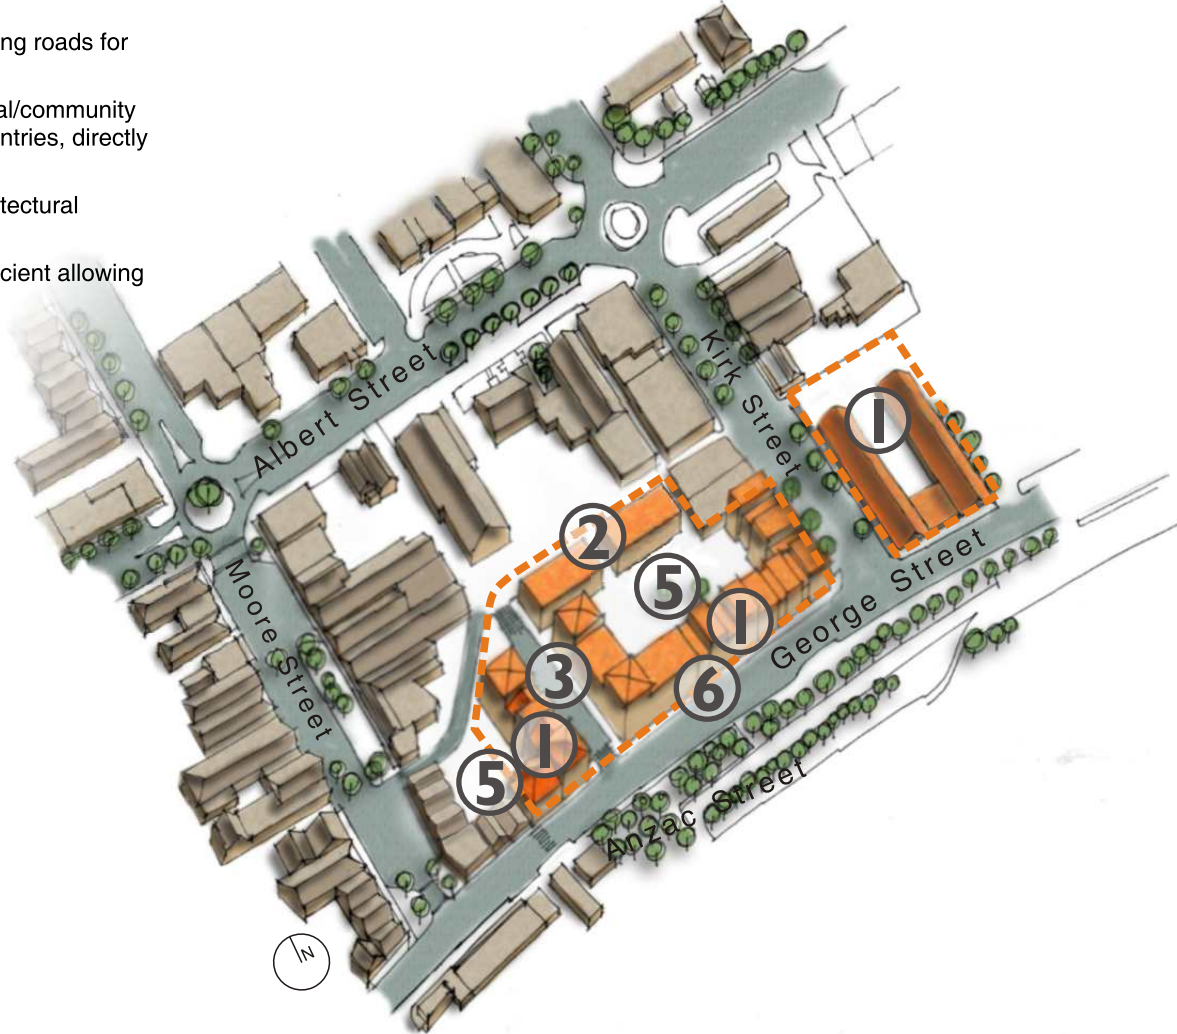 ng roads for
al/community
ntries, directly
tectural
cient allowing
Albert Street
Kirk Street
1
2
5
1
George Street
Moore Street
3
6
1
5
Anzac Street
N